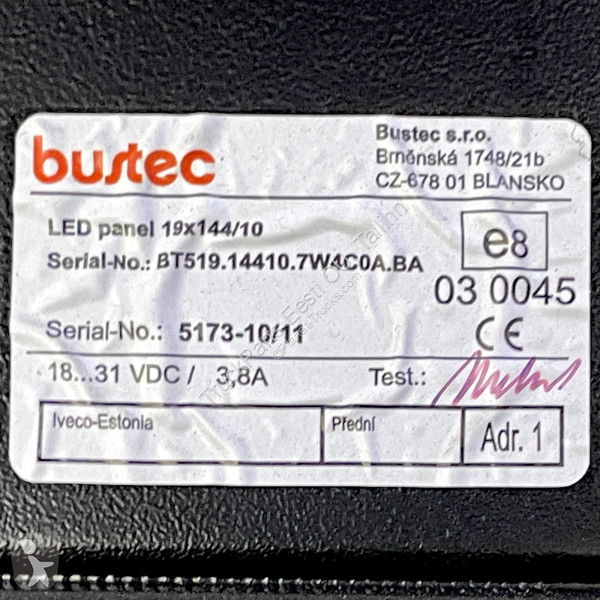 bustec
Bustec s.r.o.
Brněnská 1748/21b
CZ-678 01 BLANSKO
LED panel 19x144/10
Serial-No.: BT519.14410.7W4C0A.BA
e8
03 0045
Serial-No.: 5173-10/11
CE
18...31 VDC / 3,8A
Test.:
Iveco-Estonia
Přední
Adr. 1